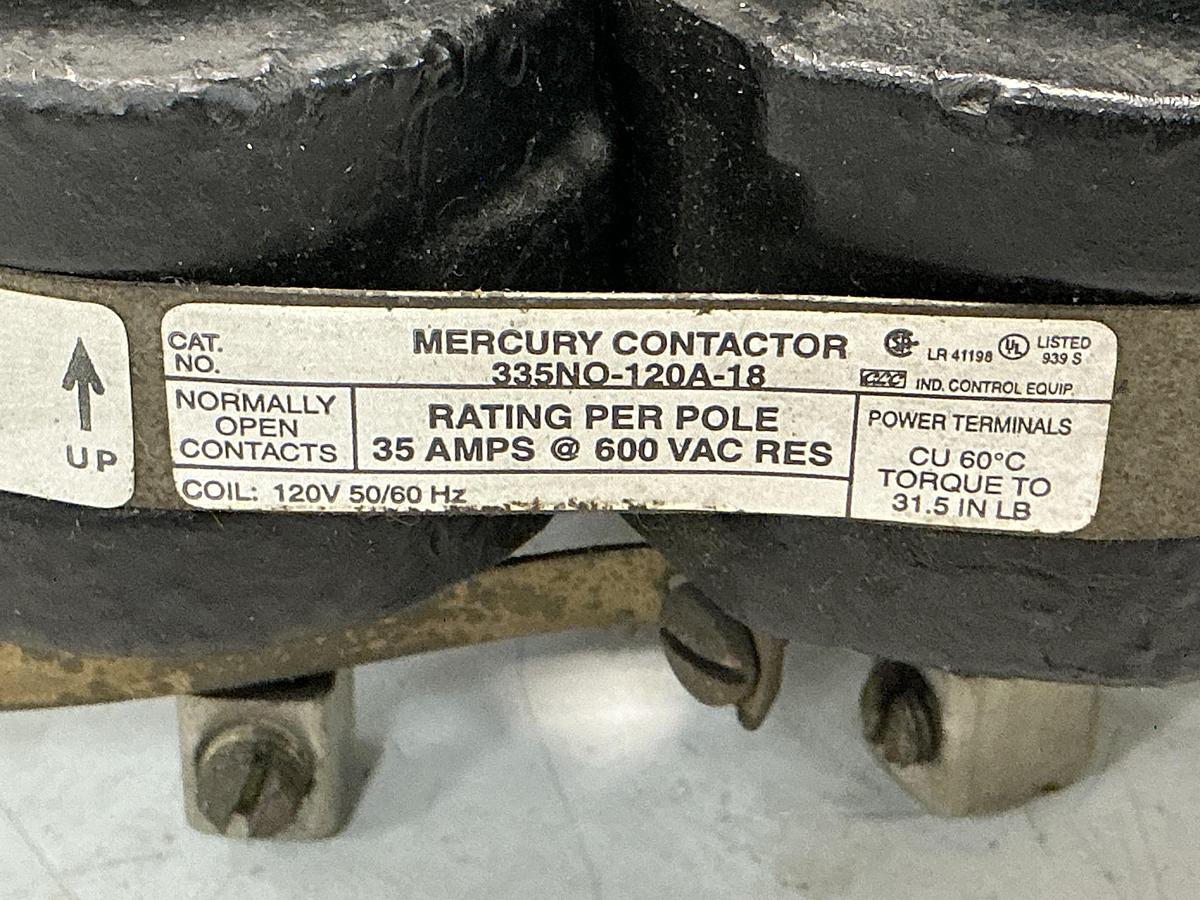 UP
CAT.
NO.
MERCURY CONTACTOR
335NO-120A-18
LR 41198
UL
LISTED
939 S
IND. CONTROL EQUIP.
NORMALLY
OPEN
CONTACTS
RATING PER POLE
35 AMPS @ 600 VAC RES
COIL: 120V 50/60 Hz
POWER TERMINALS
CU 60°C
TORQUE TO
31.5 IN LB